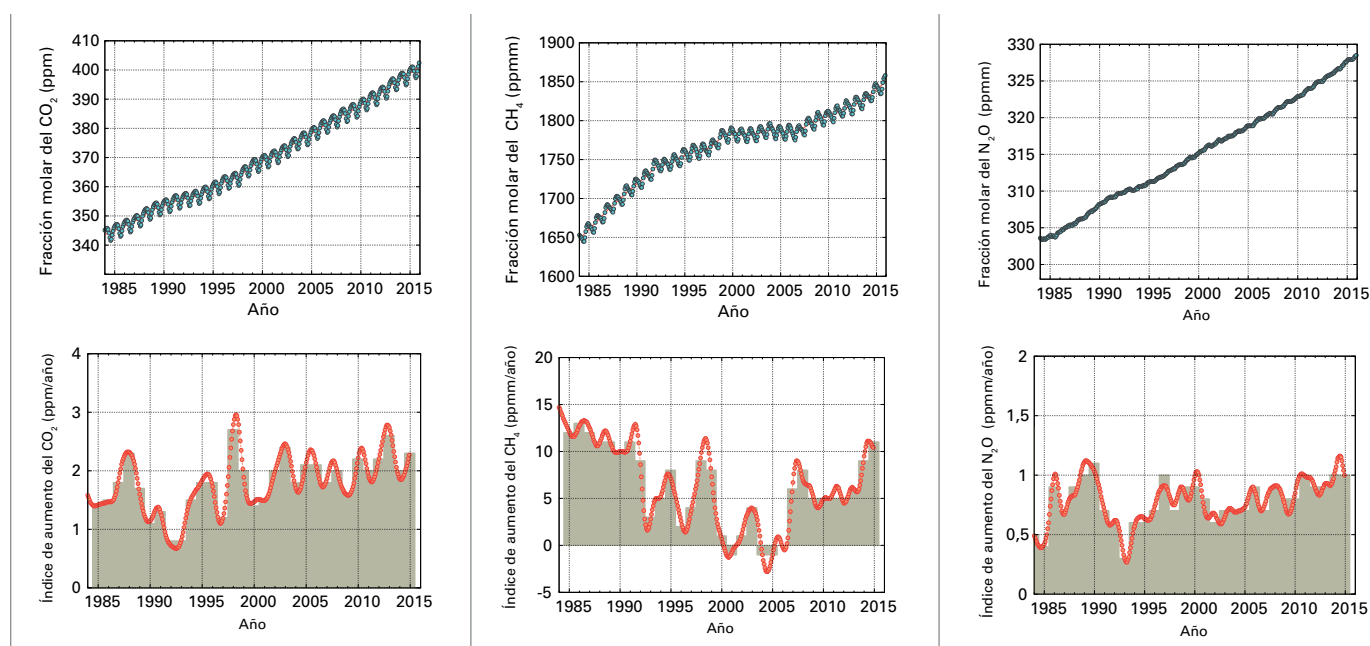 Fracción molar del CO2 (ppm)
410
400
390
380
370
360
350
340
1985 1990 1995 2000 2005 2010 2015
Año
Fracción molar del CH4 (ppmm)
1900
1850
1800
1750
1700
1650
1600
1985 1990 1995 2000 2005 2010 2015
Año
Fracción molar del N2O (ppmm)
330
325
320
315
310
305
300
1985 1990 1995 2000 2005 2010 2015
Año
Índice de aumento del CO2 (ppm/año)
4
3
2
1
0
1985 1990 1995 2000 2005 2010 2015
Año
Índice de aumento del CH4 (ppmm/año)
20
15
10
5
0
-5
1985 1990 1995 2000 2005 2010 2015
Año
Índice de aumento del N2O (ppmm/año)
2
1,5
1
0,5
0
1985 1990 1995 2000 2005 2010 2015
Año